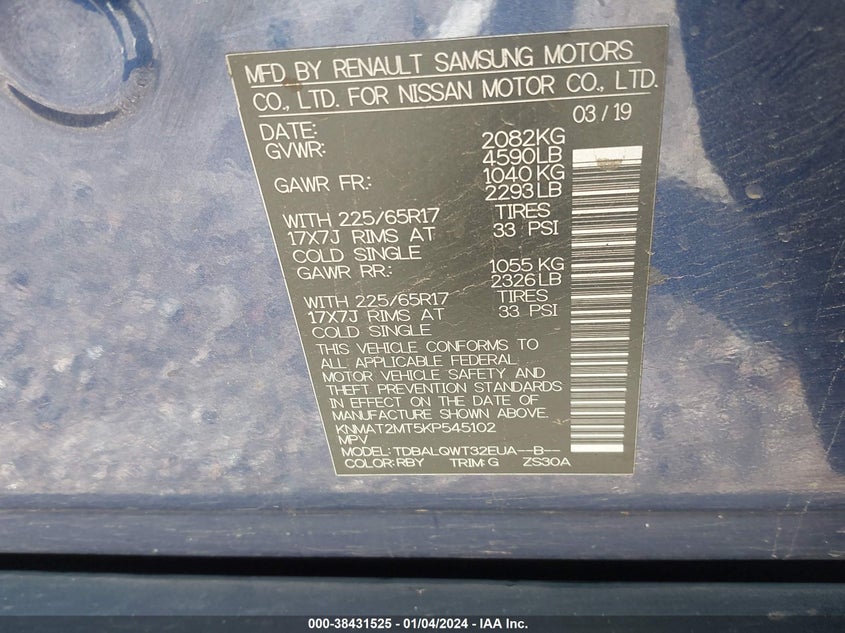 MFD BY RENAULT SAMSUNG MOTORS
CO., LTD. FOR NISSAN MOTOR CO., LTD.
DATE: 03/19
GVWR: 2082KG
4590LB
GAWR FR.: 1040KG
2293LB
WITH 225/65R17 TIRES
17X7J RIMS AT 33 PSI
COLD SINGLE
GAWR RR.: 1055KG
2326LB
WITH 225/65R17 TIRES
17X7J RIMS AT 33 PSI
COLD SINGLE
THIS VEHICLE CONFORMS TO
ALL APPLICABLE FEDERAL
MOTOR VEHICLE SAFETY AND
THEFT PREVENTION STANDARDS
IN EFFECT ON THE DATE OF
MANUFACTURE SHOWN ABOVE.
KNMAT2MT5KP545102
MPV
MODEL: TDBALQWT32EUA--B--
COLOR:RBY TRIM:G ZS30A
000-38431525 - 01/04/2024 - IAA Inc.